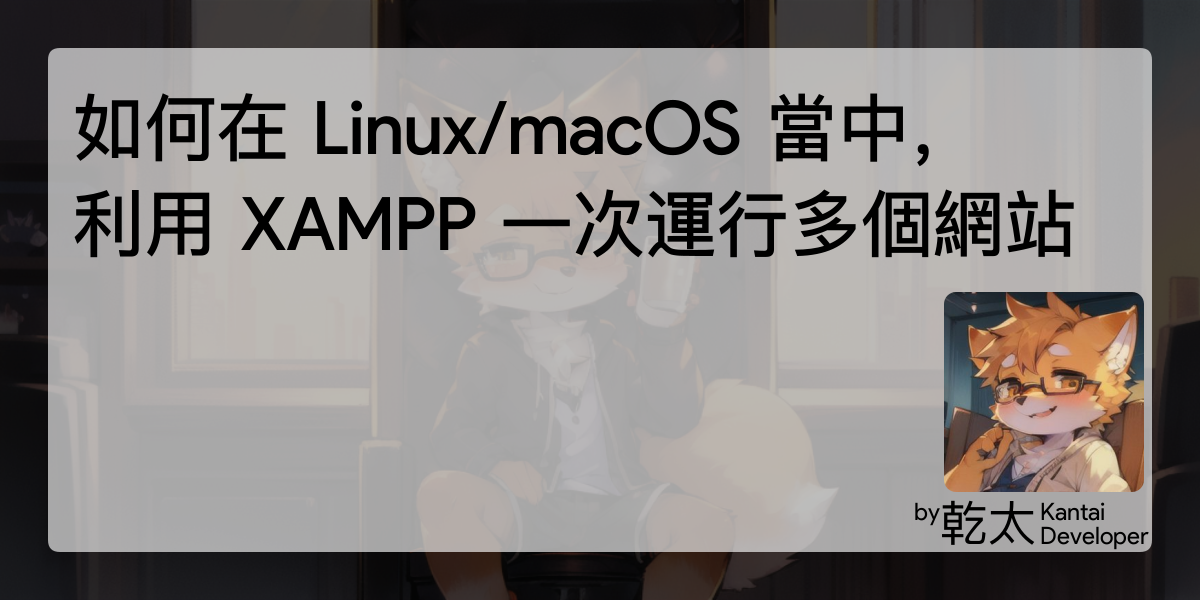 如何在 Linux/macOS 當中，
利用 XAMPP 一次運行多個網站
by乾太 Kantai Developer